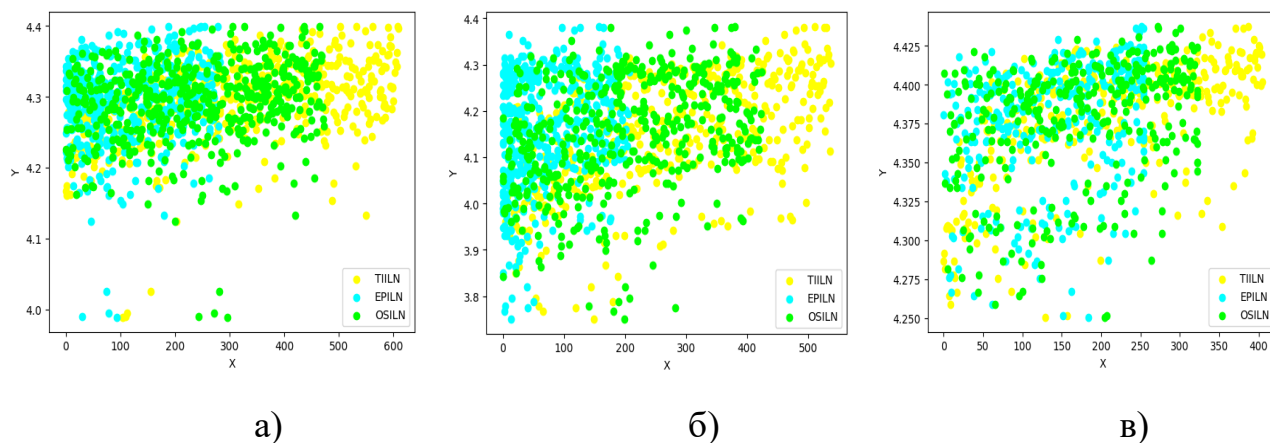 4.4
4.3
4.2
4.1
4.0
Y
0 100 200 300 400 500 600
X
TIILN
EPILN
OSILN
а)
4.4
4.3
4.2
4.1
4.0
3.9
3.8
Y
0 100 200 300 400 500
X
TIILN
EPILN
OSILN
б)
4.425
4.400
4.375
4.350
4.325
4.300
4.275
4.250
Y
0 50 100 150 200 250 300 350 400
X
TIILN
EPILN
OSILN
в)